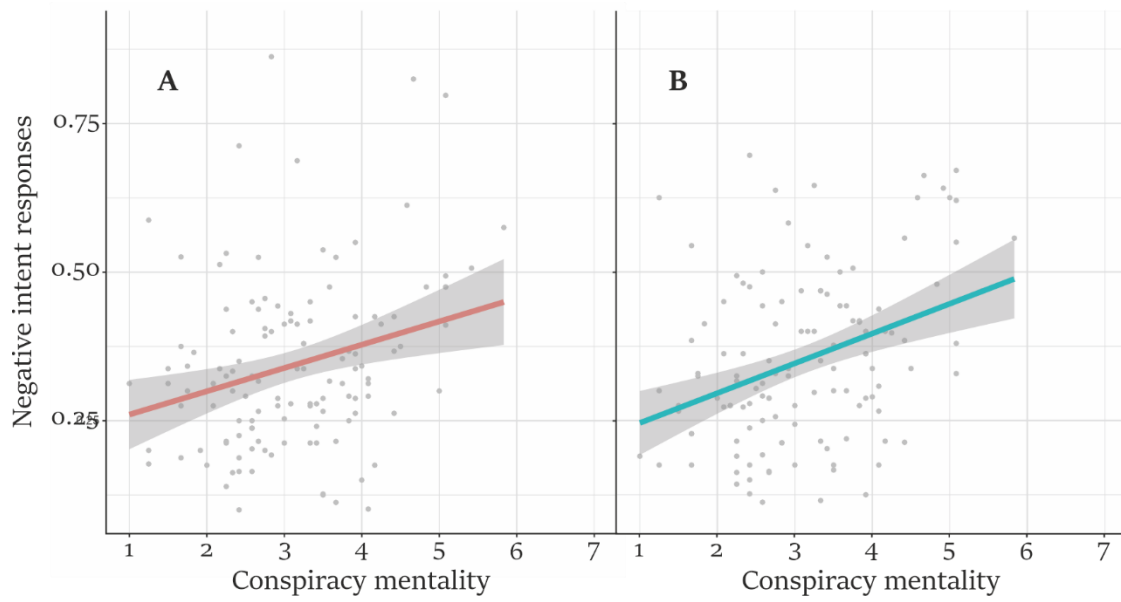 A
B
Negative intent responses
0.75
0.50
0.25
1 2 3 4 5 6 7
1 2 3 4 5 6 7
Conspiracy mentality
Conspiracy mentality